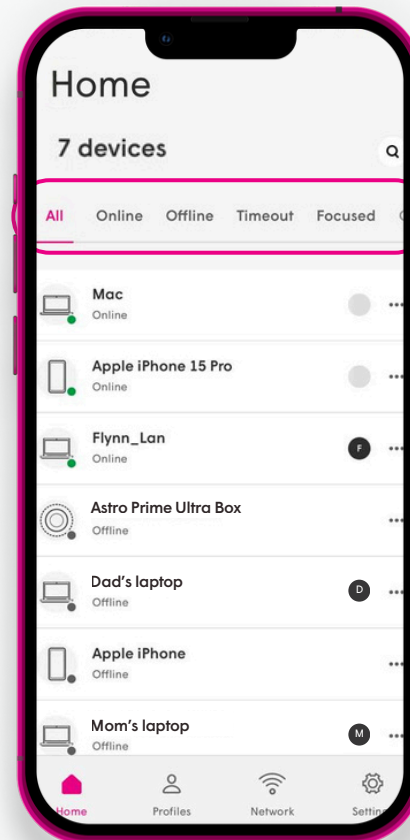 Home
7 devices
All Online Offline Timeout Focused
Mac
Online
Apple iPhone 15 Pro
Online
Flynn_Lan
Online
F
Astro Prime Ultra Box
Offline
Dad's laptop
Offline
D
Apple iPhone
Offline
Mom's laptop
Offline
M
Home Profiles Network Settin